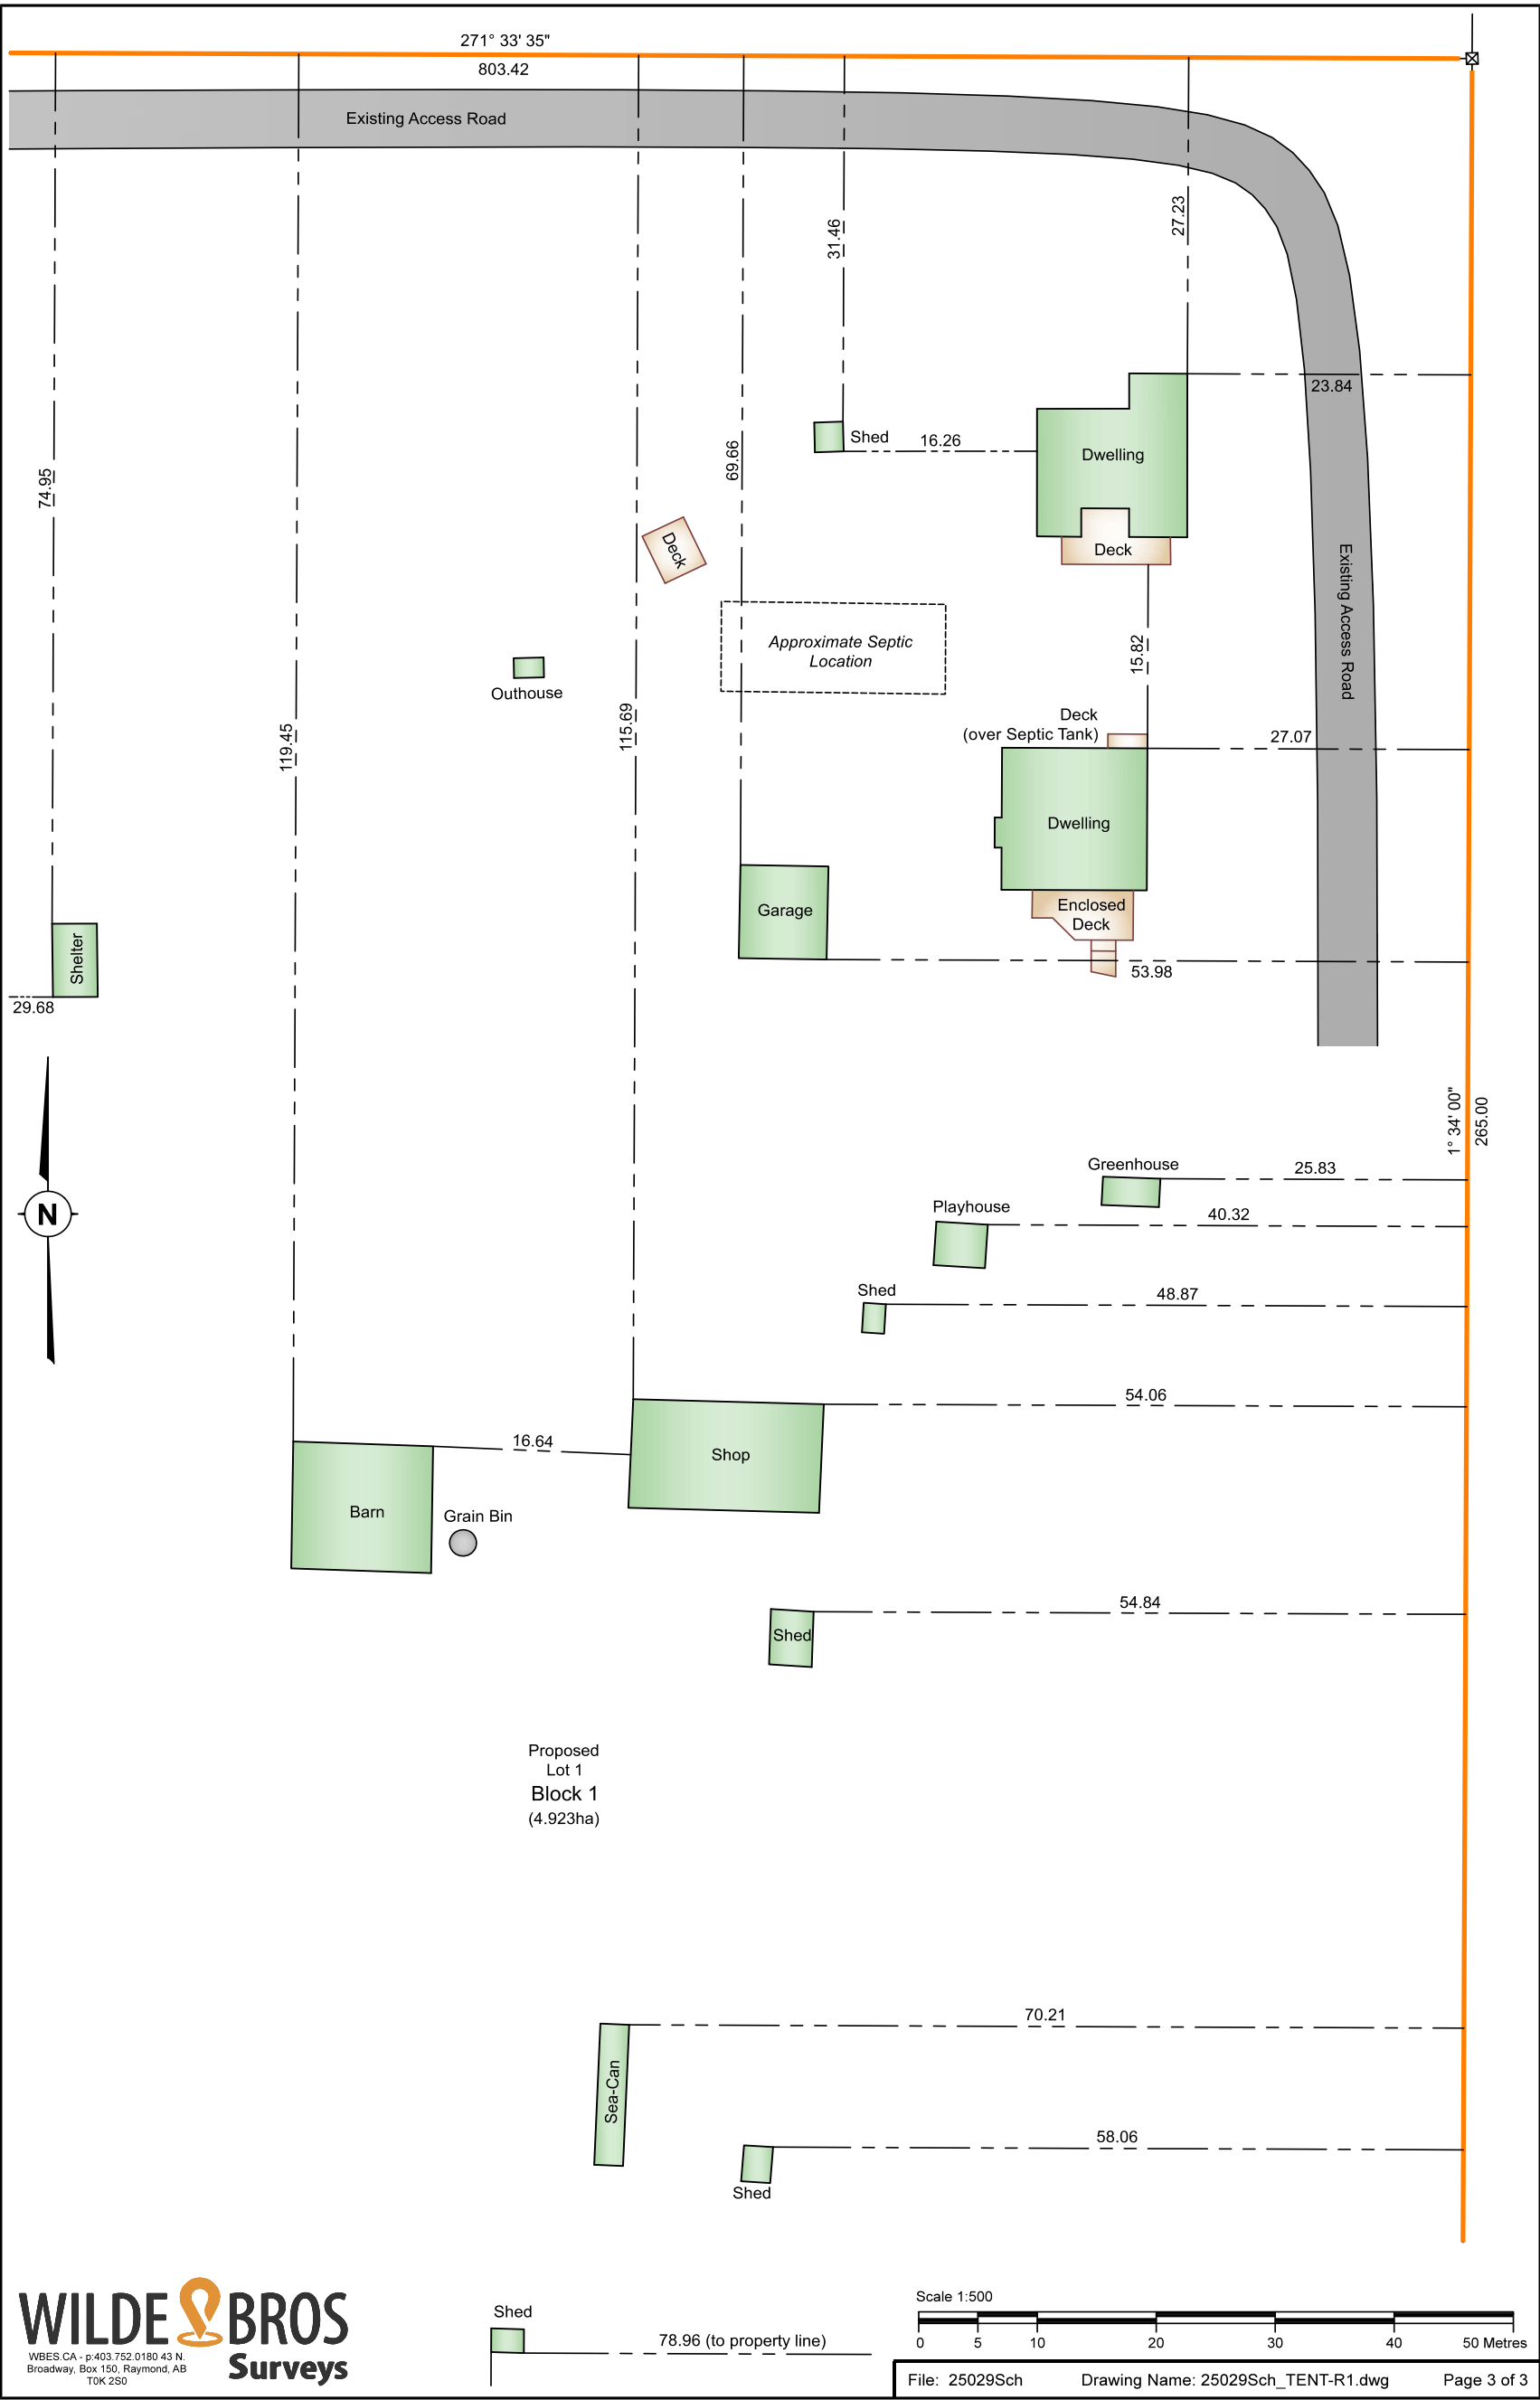 271° 33' 35"
803.42
Existing Access Road
27.23
31.46
23.84
Shed
16.26
Dwelling
69.66
74.95
Deck
Deck
Existing Access Road
Approximate Septic
Location
15.82
Outhouse
115.69
119.45
Deck
(over Septic Tank)
27.07
Dwelling
Garage
Enclosed
Deck
Shelter
53.98
29.68
1° 34' 00"
265.00
N
Greenhouse
25.83
Playhouse
40.32
Shed
48.87
54.06
16.64
Shop
Barn
Grain Bin
54.84
Shed
Proposed
Lot 1
Block 1
(4.923ha)
70.21
Sea-Can
58.06
Shed
WILDE BROS
Surveys
WBES.CA - p:403.752.0180 43 N.
Broadway, Box 150, Raymond, AB
T0K 2S0
Shed
78.96 (to property line)
Scale 1:500
0 5 10 20 30 40 50 Metres
File: 25029Sch Drawing Name: 25029Sch_TENT-R1.dwg Page 3 of 3